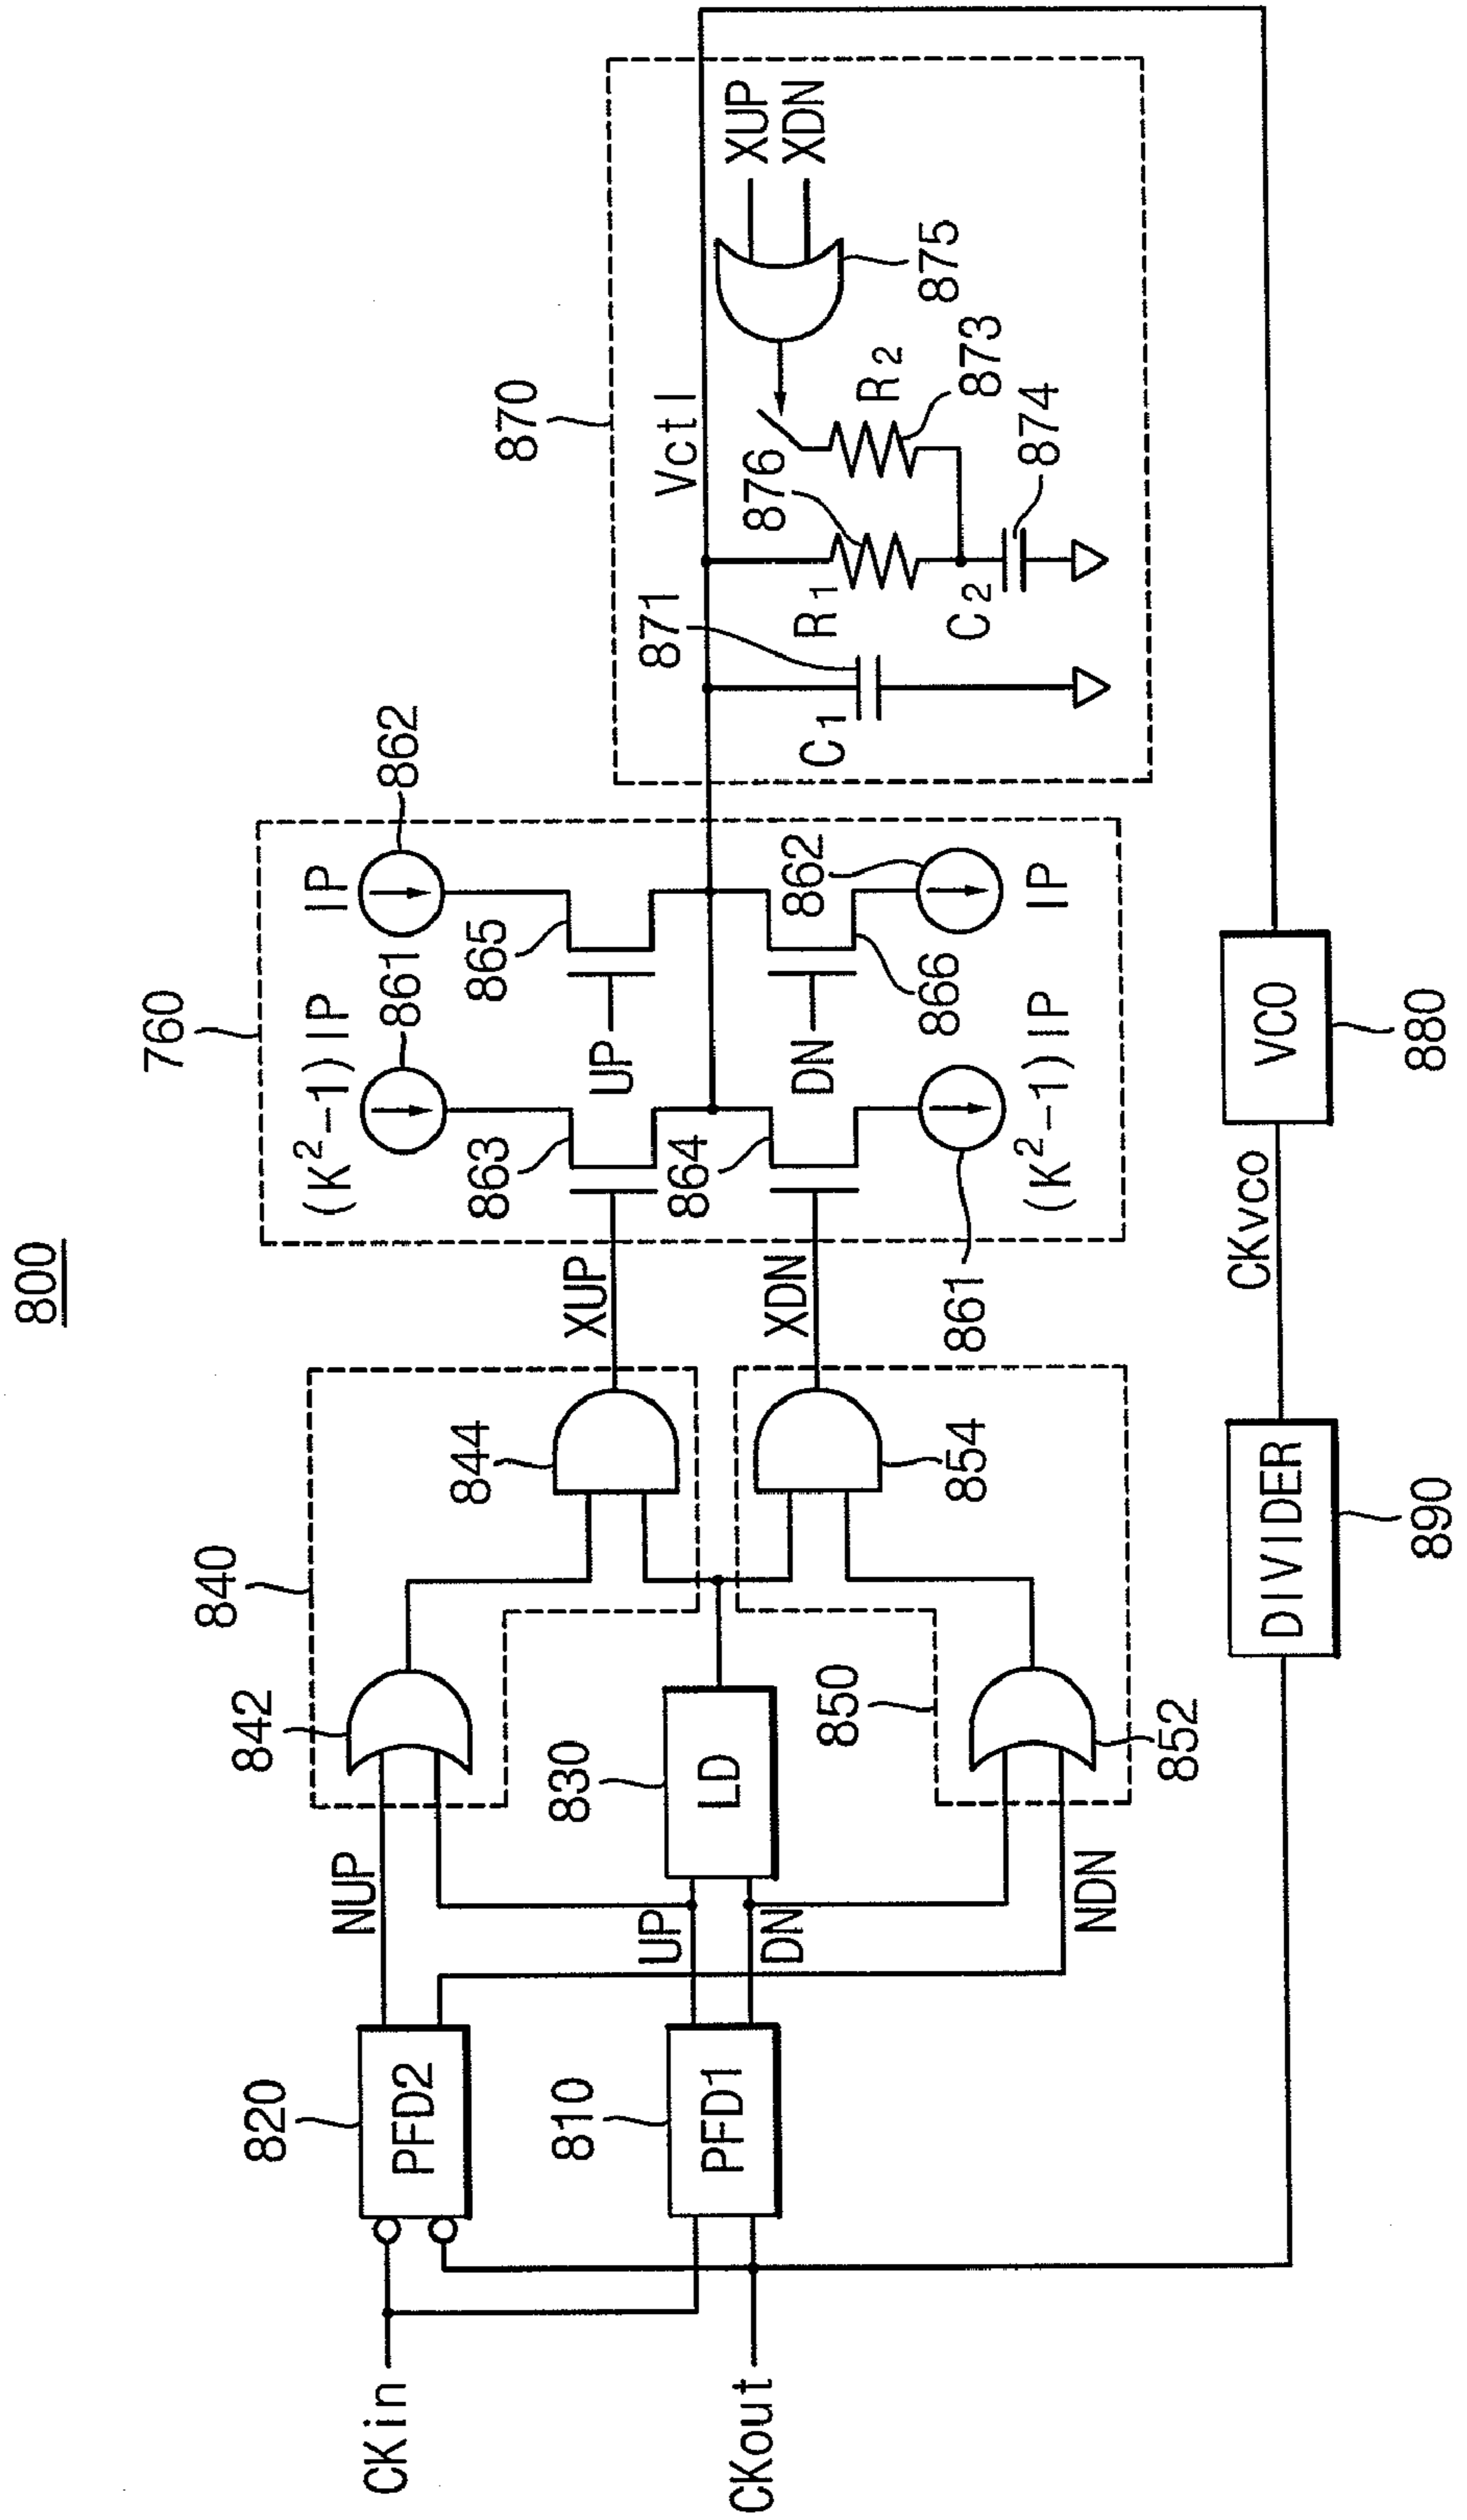 800
CKin
CKout
820
PFD2
810
PFD1
NUP
UP
DN
NDN
842
840
830
LD
850
852
844
854
XUP
XDN
760
(K2-1)IP
861
IP
862
863
UP
865
864
DN
862
866
861
(K2-1)IP
IP
870
Vctl
871
C1
R1
876
R2
873
C2
874
875
XUP
XDN
DIVIDER
890
CKvco
VCO
880